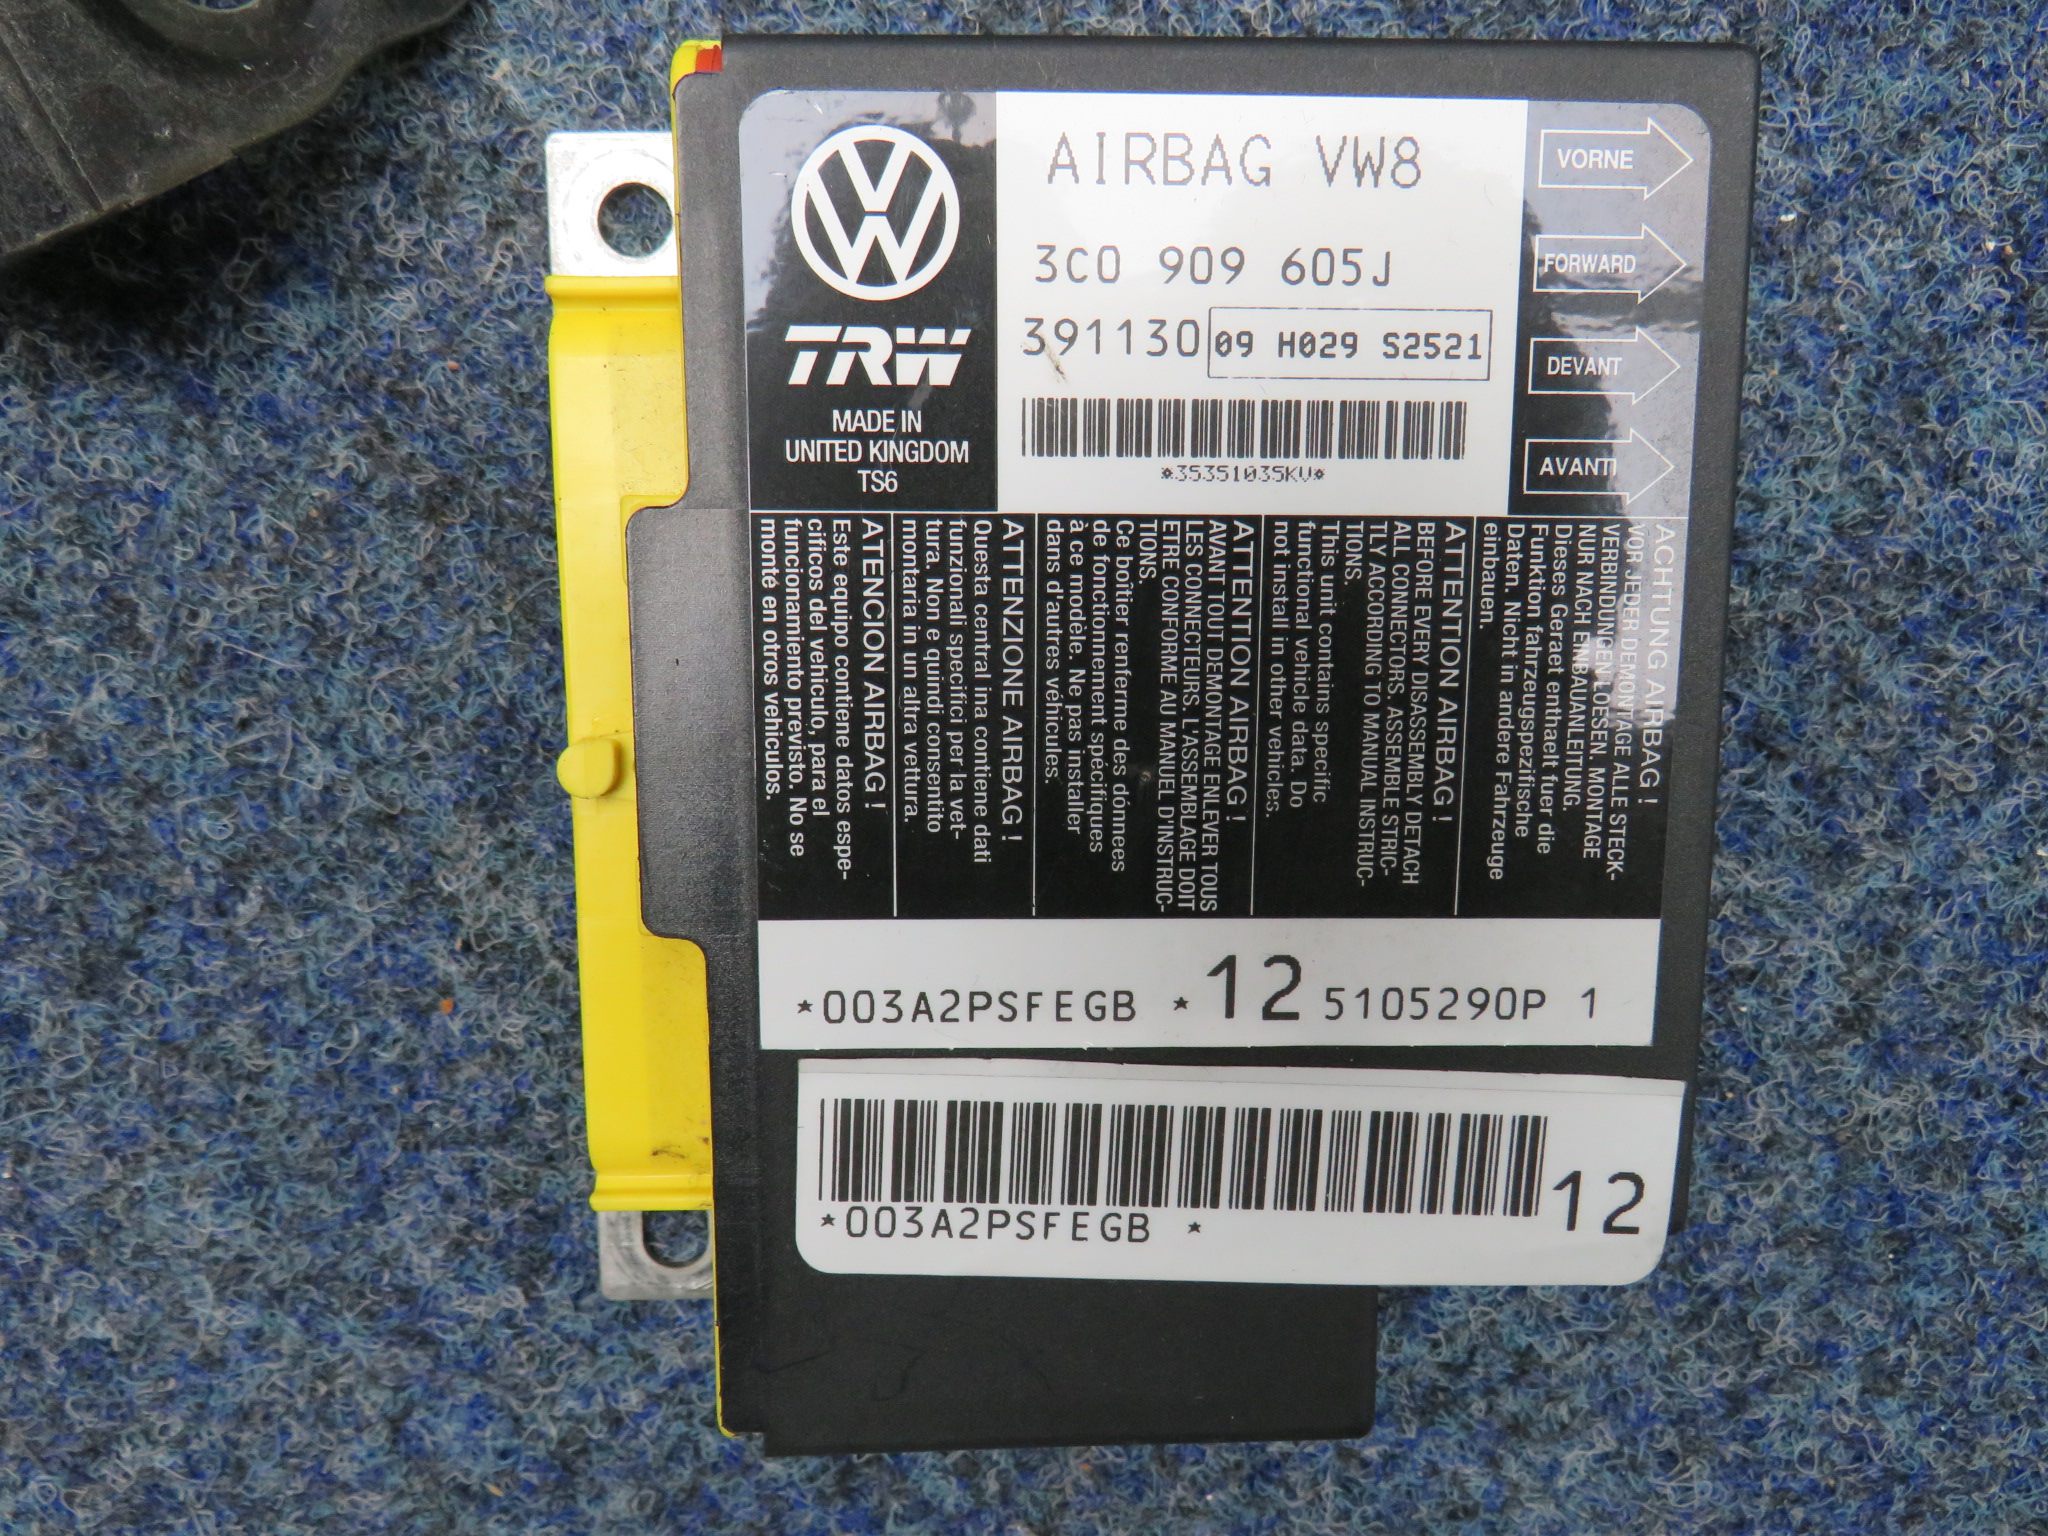 AIRBAG VW8
3C0 909 605J
391130 09 H029 S2521
*35351035KV*
TRW
MADE IN
UNITED KINGDOM
TS6
VORNE
FORWARD
DEVANT
AVANTI
ACHTUNG AIRBAG !
VOR JEDER DEMONTAGE ALLE STECK-
VERBINDUNGEN LOESEN. MONTAGE
NUR NACH EINBAUANLEITUNG.
Dieses Geraet enthaelt fuer die
Funktion fahrzeugspezifische
Daten. Nicht in andere Fahrzeuge
einbauen.
ATTENTION AIRBAG !
BEFORE EVERY DISASSEMBLY DETACH
ALL CONNECTORS, ASSEMBLE STRIC-
TLY ACCORDING TO MANUAL INSTRUC-
TIONS.
This unit contains specific
functional vehicle data. Do
not install in other vehicles.
ATTENTION AIRBAG !
AVANT TOUT DEMONTAGE ENLEVER TOUS
LES CONNECTEURS. L'ASSEMBLAGE DOIT
ETRE CONFORME AU MANUEL D'INSTRUC-
TIONS.
Ce boîtier renferme des dónnées
de fonctionnement spécifiques
à ce modèle. Ne pas installer
dans d'autres véhicules.
ATTENZIONE AIRBAG !
Questa central ina contiene dati
funzionali specifici per la vet-
tura. Non e quindi consentito
montaria in un altra vettura.
ATENCION AIRBAG !
Este equipo contiene datos espe-
cíficos del vehículo, para el
funcionamiento previsto. No se
monté en otros vehículos.
*003A2PSFEGB * 12 5105290P 1
12
*003A2PSFEGB *